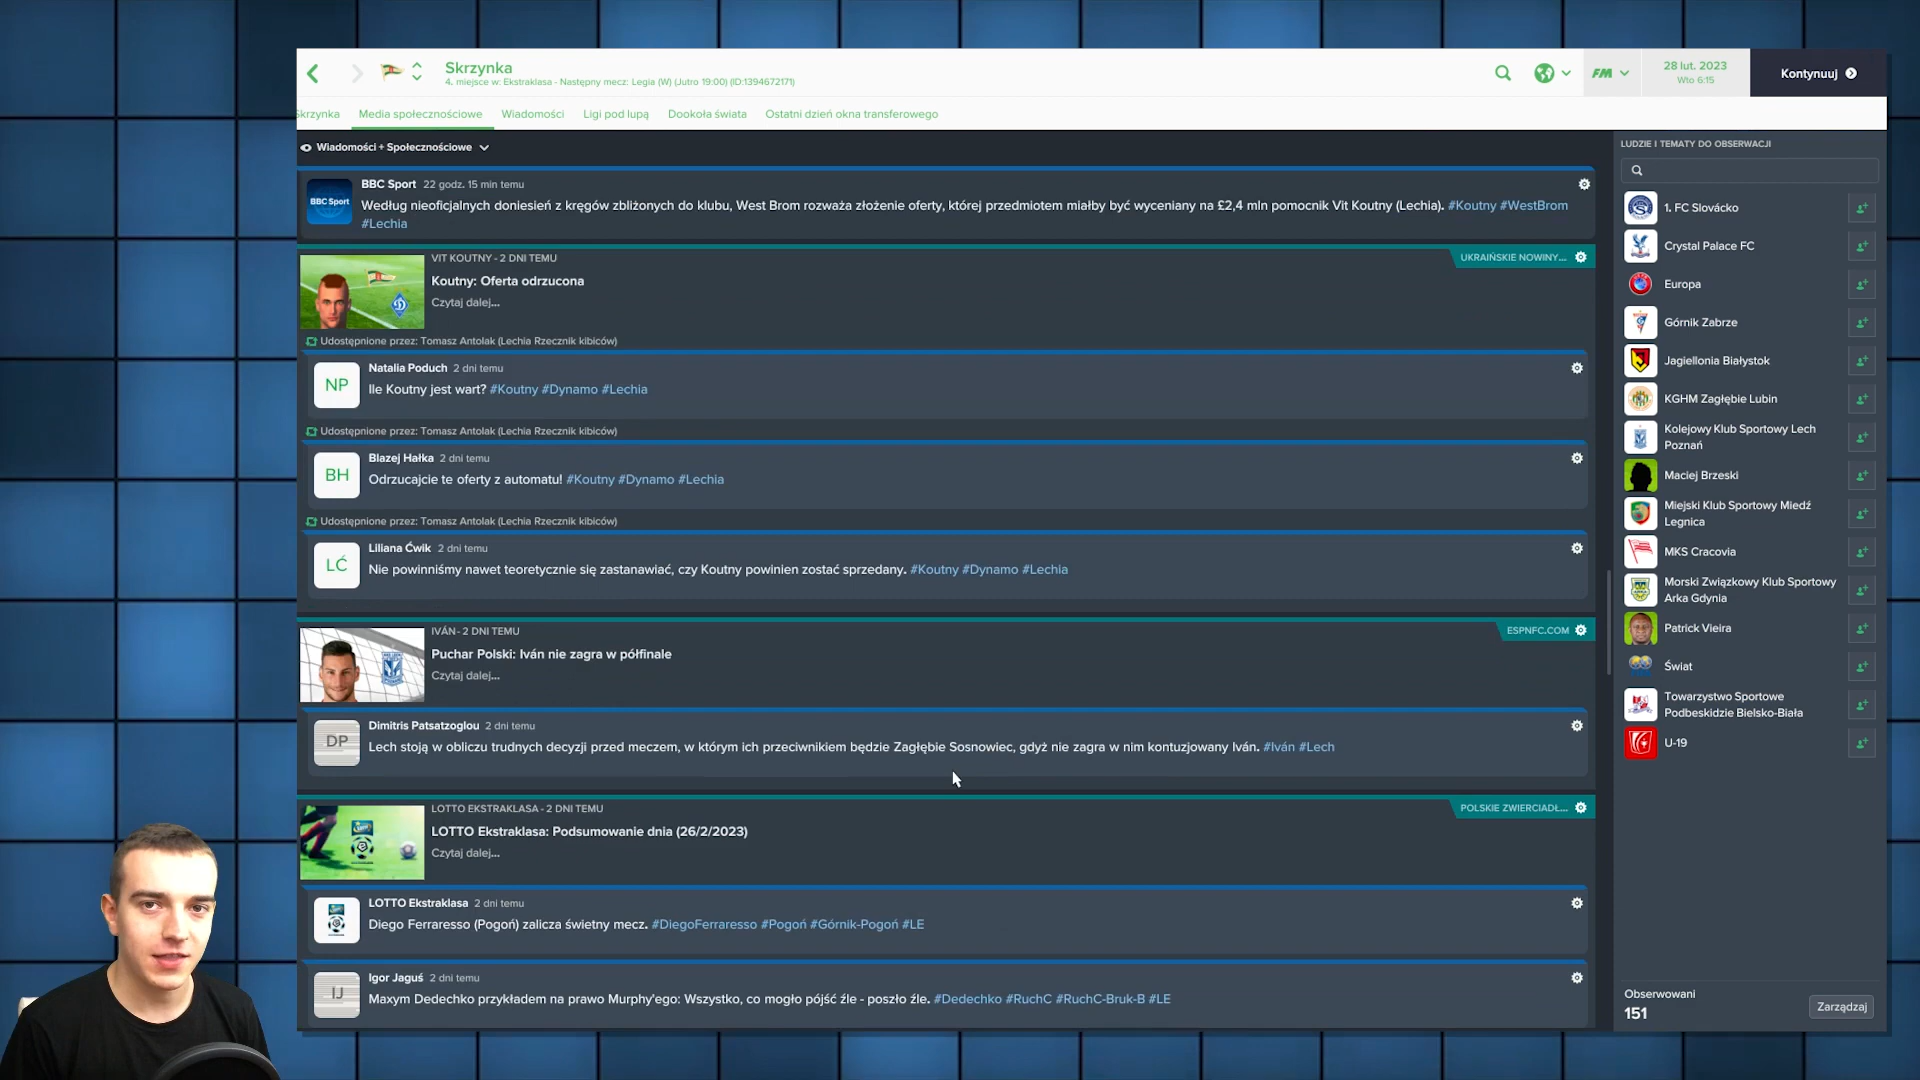 Skrzynka
4. miejsce w: Ekstraklasa - Następny mecz: Legia (W) (Jutro 19:00) (ID:1394672171)
FM
28 lut. 2023
Wto 6:15
Kontynuuj
Skrzynka
Media społecznościowe
Wiadomości
Ligi pod lupą
Dookoła świata
Ostatni dzień okna transferowego
Wiadomości + Społecznościowe
BBC Sport
BBC Sport 22 godz. 15 min temu
Według nieoficjalnych doniesień z kręgów zbliżonych do klubu, West Brom rozważa złożenie oferty, której przedmiotem miałby być wyceniany na £2,4 mln pomocnik Vit Koutny (Lechia). #Koutny #WestBrom
#Lechia
VIT KOUTNY - 2 DNI TEMU
UKRAIŃSKIE NOWINY...
Koutny: Oferta odrzucona
Czytaj dalej...
Udostępnione przez: Tomasz Antolak (Lechia Rzecznik kibiców)
NP
Natalia Poduch 2 dni temu
Ile Koutny jest wart? #Koutny #Dynamo #Lechia
Udostępnione przez: Tomasz Antolak (Lechia Rzecznik kibiców)
BH
Blazej Hałka 2 dni temu
Odrzucajcie te oferty z automatu! #Koutny #Dynamo #Lechia
Udostępnione przez: Tomasz Antolak (Lechia Rzecznik kibiców)
LĆ
Liliana Ćwik 2 dni temu
Nie powinniśmy nawet teoretycznie się zastanawiać, czy Koutny powinien zostać sprzedany. #Koutny #Dynamo #Lechia
IVÁN - 2 DNI TEMU
ESPNFC.COM
Puchar Polski: Iván nie zagra w półfinale
Czytaj dalej...
DP
Dimitris Patsatzoglou 2 dni temu
Lech stoją w obliczu trudnych decyzji przed meczem, w którym ich przeciwnikiem będzie Zagłębie Sosnowiec, gdyż nie zagra w nim kontuzjowany Iván. #Iván #Lech
LOTTO EKSTRAKLASA - 2 DNI TEMU
POLSKIE ZWIERCIADŁ...
LOTTO Ekstraklasa: Podsumowanie dnia (26/2/2023)
Czytaj dalej...
LOTTO Ekstraklasa 2 dni temu
Diego Ferraresso (Pogoń) zalicza świetny mecz. #DiegoFerraresso #Pogoń #Górnik-Pogoń #LE
IJ
Igor Jaguś 2 dni temu
Maxym Dedechko przykładem na prawo Murphy'ego: Wszystko, co mogło pójść źle - poszło źle. #Dedechko #RuchC #RuchC-Bruk-B #LE
LUDZIE I TEMATY DO OBSERWACJI
1. FC Slovácko
Crystal Palace FC
Europa
Górnik Zabrze
Jagiellonia Białystok
KGHM Zagłębie Lubin
Kolejowy Klub Sportowy Lech
Poznań
Maciej Brzeski
Miejski Klub Sportowy Miedź
Legnica
MKS Cracovia
Morski Związkowy Klub Sportowy
Arka Gdynia
Patrick Vieira
Świat
Towarzystwo Sportowe
Podbeskidzie Bielsko-Biała
U-19
Obserwowani
151
Zarządzaj